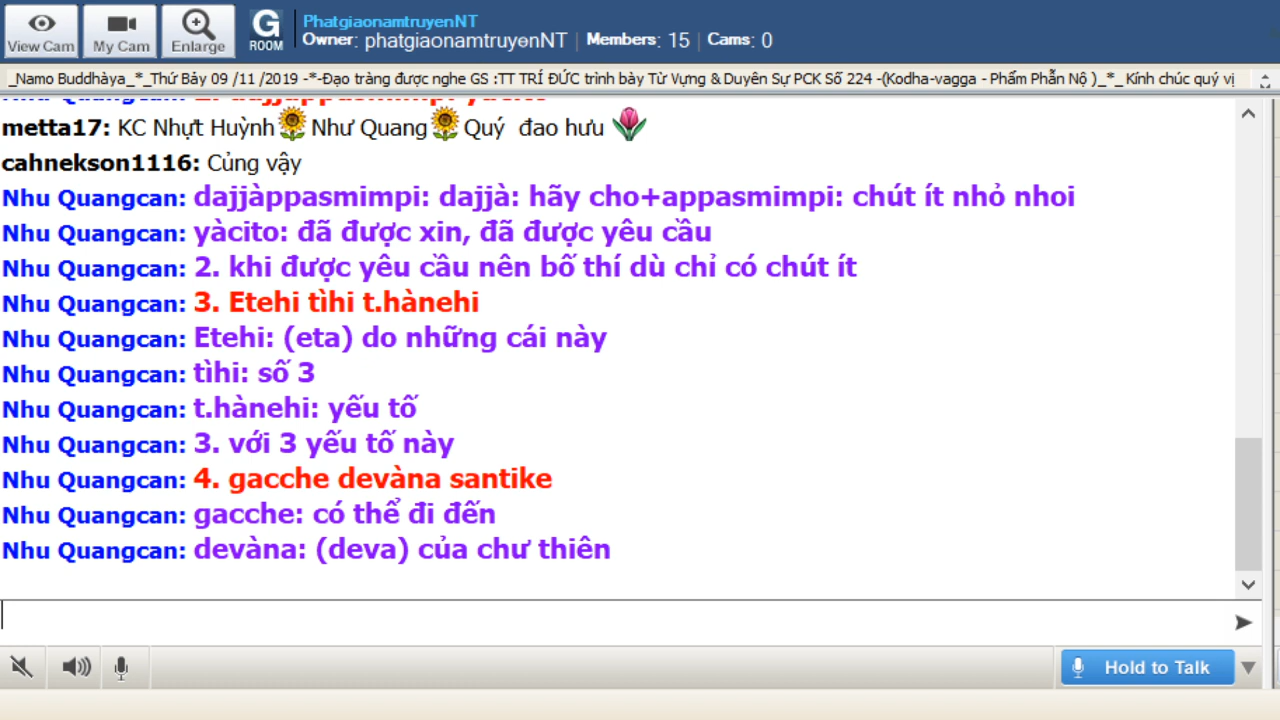 View Cam
My Cam
Enlarge
G
ROOM
PhatgiaonamtruyenNT
Owner: phatgiaonamtruyenNT | Members: 15 | Cams: 0
_Namo Buddhàya_*_Thứ Bảy 09 /11 /2019 -*-Đạo tràng được nghe GS :TT TRÍ ĐỨC trình bày Từ Vựng & Duyên Sự PCK Số 224 -(Kodha-vagga - Phẩm Phẫn Nộ )_*_ Kính chúc quý vị
metta17: KC Nhựt Huỳnh Như Quang Quý đao hưu
cahnekson1116: Củng vậy
Nhu Quangcan: dajjàppasmimpi: dajjà: hãy cho+appasmimpi: chút ít nhỏ nhoi
Nhu Quangcan: yàcito: đã được xin, đã được yêu cầu
Nhu Quangcan: 2. khi được yêu cầu nên bố thí dù chỉ có chút ít
Nhu Quangcan: 3. Etehi tìhi t.hànehi
Nhu Quangcan: Etehi: (eta) do những cái này
Nhu Quangcan: tìhi: số 3
Nhu Quangcan: t.hànehi: yếu tố
Nhu Quangcan: 3. với 3 yếu tố này
Nhu Quangcan: 4. gacche devàna santike
Nhu Quangcan: gacche: có thể đi đến
Nhu Quangcan: devàna: (deva) của chư thiên
Hold to Talk